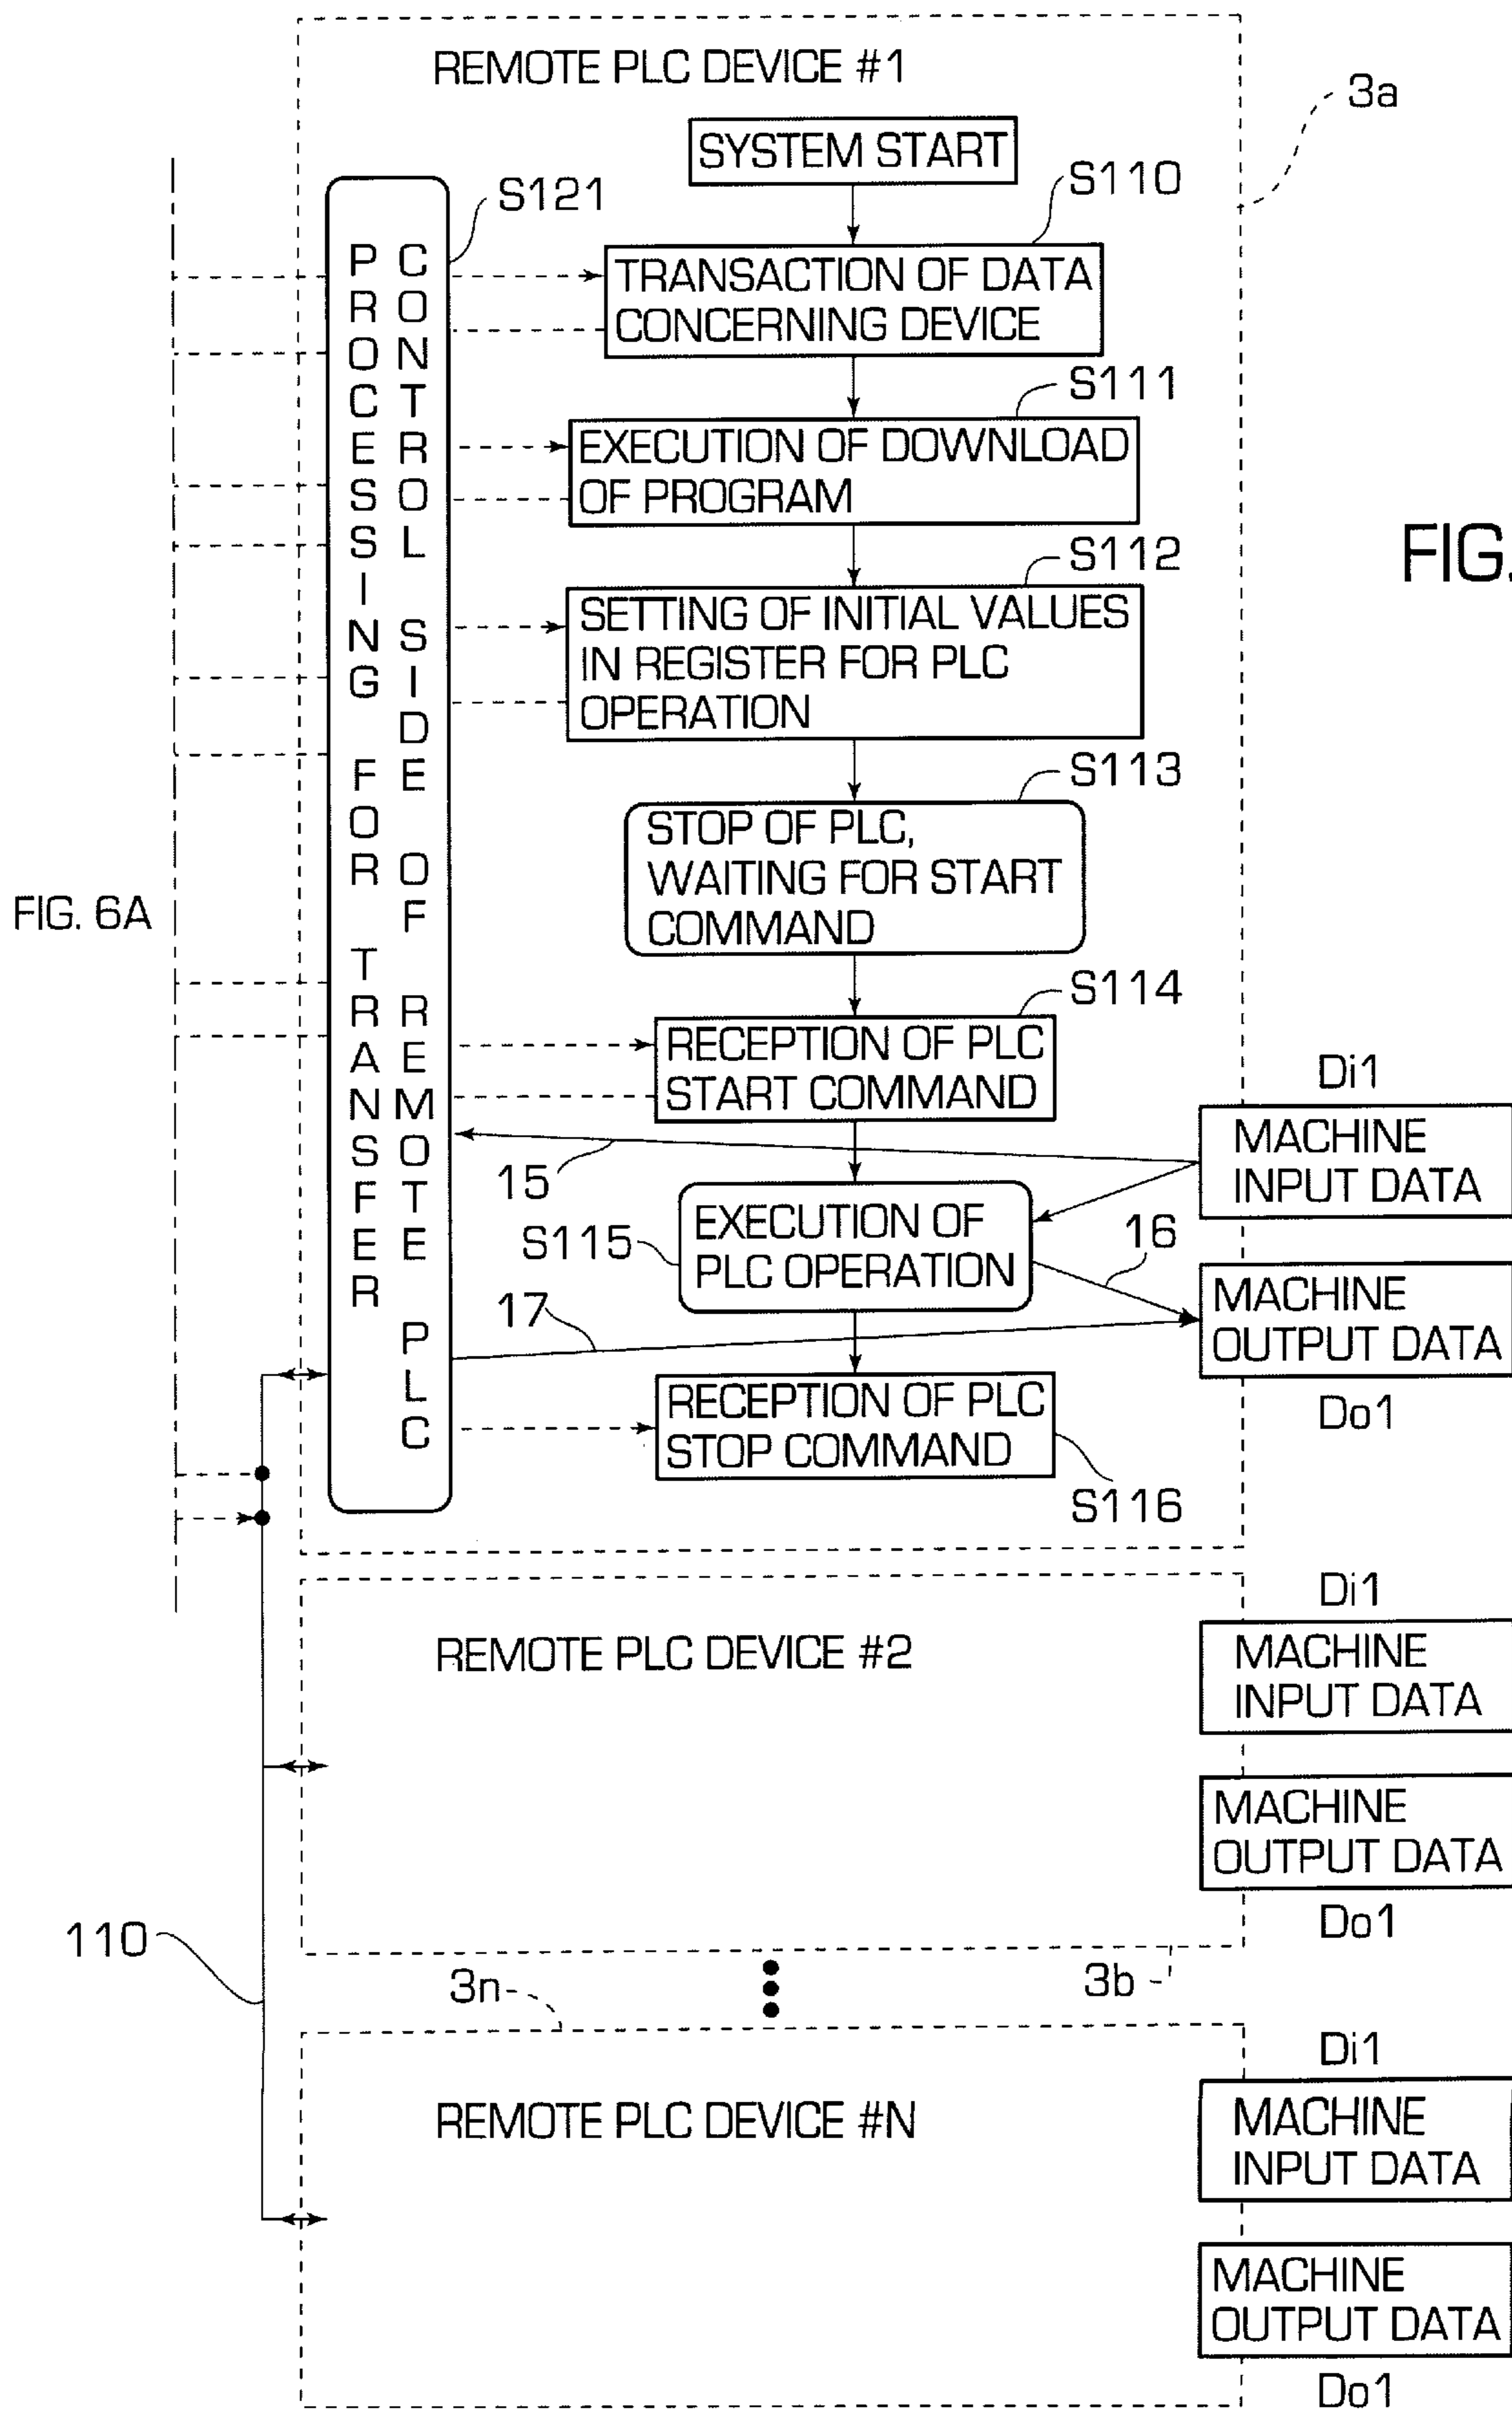 REMOTE PLC DEVICE #1
3a
SYSTEM START
S110
S121
PROCESSING FOR TRANSFER
CONTROL SIDE OF REMOTE PLC
TRANSACTION OF DATA
CONCERNING DEVICE
S111
EXECUTION OF DOWNLOAD
OF PROGRAM
FIG.
S112
SETTING OF INITIAL VALUES
IN REGISTER FOR PLC
OPERATION
S113
STOP OF PLC,
WAITING FOR START
COMMAND
FIG. 6A
S114
RECEPTION OF PLC
START COMMAND
Di1
MACHINE
INPUT DATA
15
S115
EXECUTION OF
PLC OPERATION
16
17
MACHINE
OUTPUT DATA
Do1
RECEPTION OF PLC
STOP COMMAND
S116
REMOTE PLC DEVICE #2
Di1
MACHINE
INPUT DATA
MACHINE
OUTPUT DATA
Do1
110
3n
3b
REMOTE PLC DEVICE #N
Di1
MACHINE
INPUT DATA
MACHINE
OUTPUT DATA
Do1